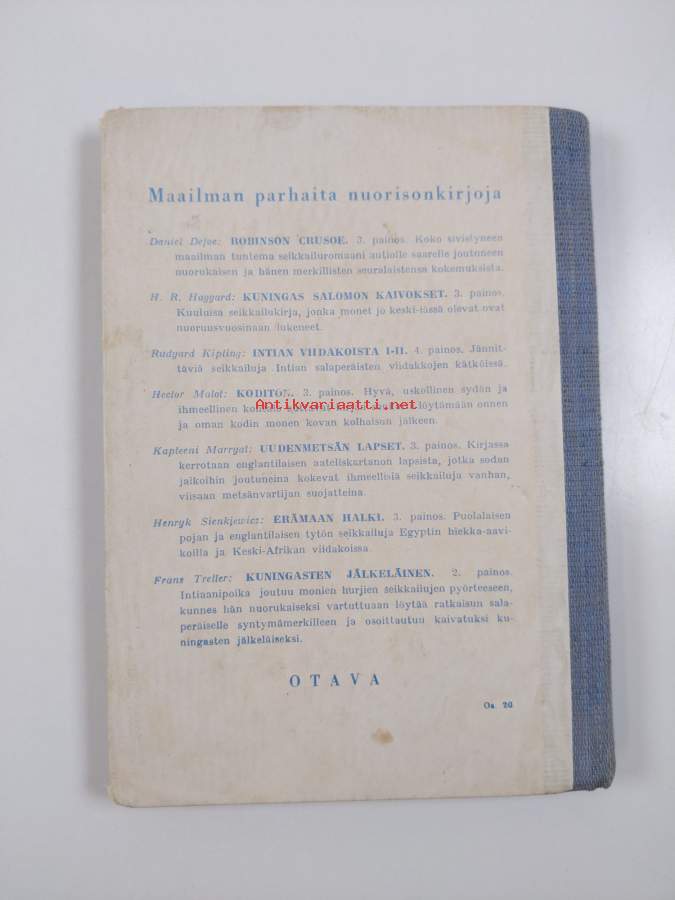 Maailman parhaita nuorisonkirjoja
Daniel Defoe: ROBINSON CRUSOE. 3. painos. Koko sivistyneen
maailman tuntema seikkailuromaani autiolle saarelle joutuneen
nuorukaisen ja hänen merkillisten seuralaistensa kokemuksista.
H. R. Haggard: KUNINGAS SALOMON KAIVOKSET. 3. painos.
Kuuluisa seikkailukirja, jonka monet jo keski-iässä olevat ovat
nuoruusvuosinaan lukeneet.
Rudyard Kipling: INTIAN VIIDAKOISTA I-II. 4. painos. Jännit-
täviä seikkailuja Intian salaperäisten viidakkojen kätköissä.
Hector Malot: KODITON. 3. painos. Hyvä, uskollinen sydän ja
Antikvariaatti.net
ihmeellinen löytämään onnen
ja oman kodin monen kovan kolhaisun jälkeen.
Kapteeni Marryat: UUDENMETSÄN LAPSET. 3. painos. Kirjassa
kerrotaan englantilaisen aateliskartanon lapsista, jotka sodan
jalkoihin joutuneina kokevat ihmeellisiä seikkailuja vanhan,
viisaan metsänvartijan suojatteina.
Henryk Sienkjewicz: ERÄMAAN HALKI. 3. painos. Puolalaisen
pojan ja englantilaisen tytön seikkailuja Egyptin hiekka-aavi-
koilla ja Keski-Afrikan viidakoissa.
Franz Treller: KUNINGASTEN JÄLKELÄINEN. 2. painos.
Intiaanipoika joutuu monien hurjien seikkailujen pyörteeseen,
kunnes hän nuorukaiseksi vartuttuaan löytää ratkaisun sala-
peräiselle syntymämerkilleen ja osoittautuu kaivatuksi ku-
ningasten jälkeläiseksi.
OTAVA
Os. 20